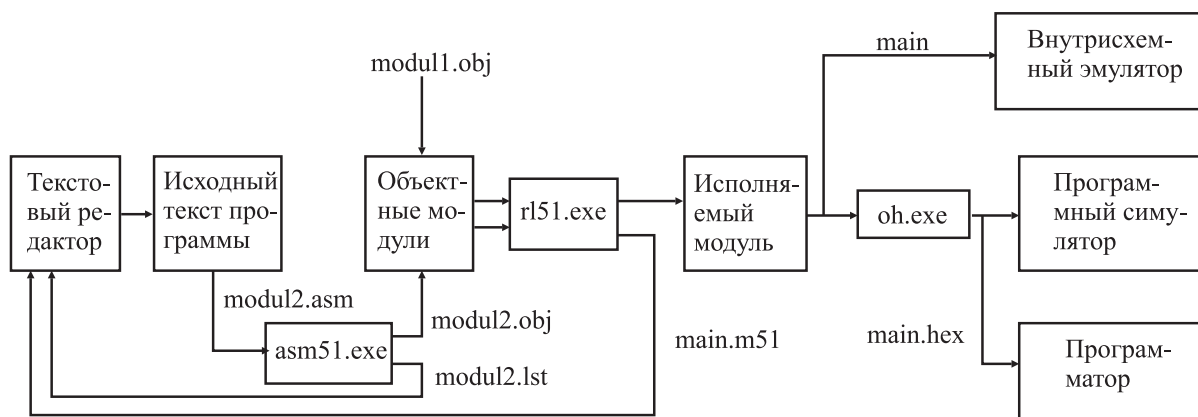 main
Внутрисхем-
ный эмулятор
modul1.obj
Тексто-
вый ре-
дактор
Исходный
текст про-
граммы
Объект-
ные мо-
дули
rl51.exe
Исполня-
емый
модуль
oh.exe
Програм-
мный симу-
лятор
modul2.asm
asm51.exe
modul2.obj
modul2.lst
main.m51
main.hex
Програм-
матор